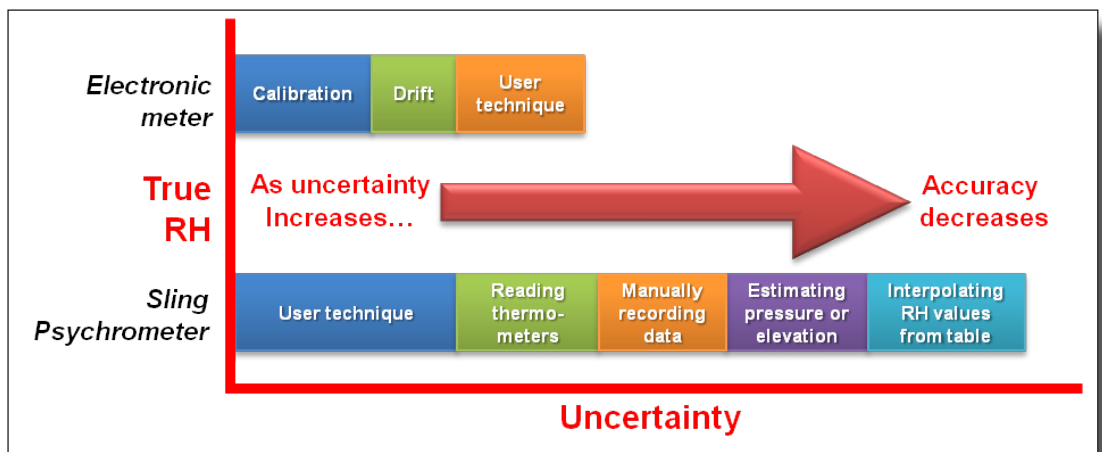 Electronic
meter
Calibration
Drift
User
technique
True
RH
As uncertainty
Increases…
Accuracy
decreases
Sling
Psychrometer
User technique
Reading
thermo-
meters
Manually
recording
data
Estimating
pressure or
elevation
Interpolating
RH values
from table
Uncertainty